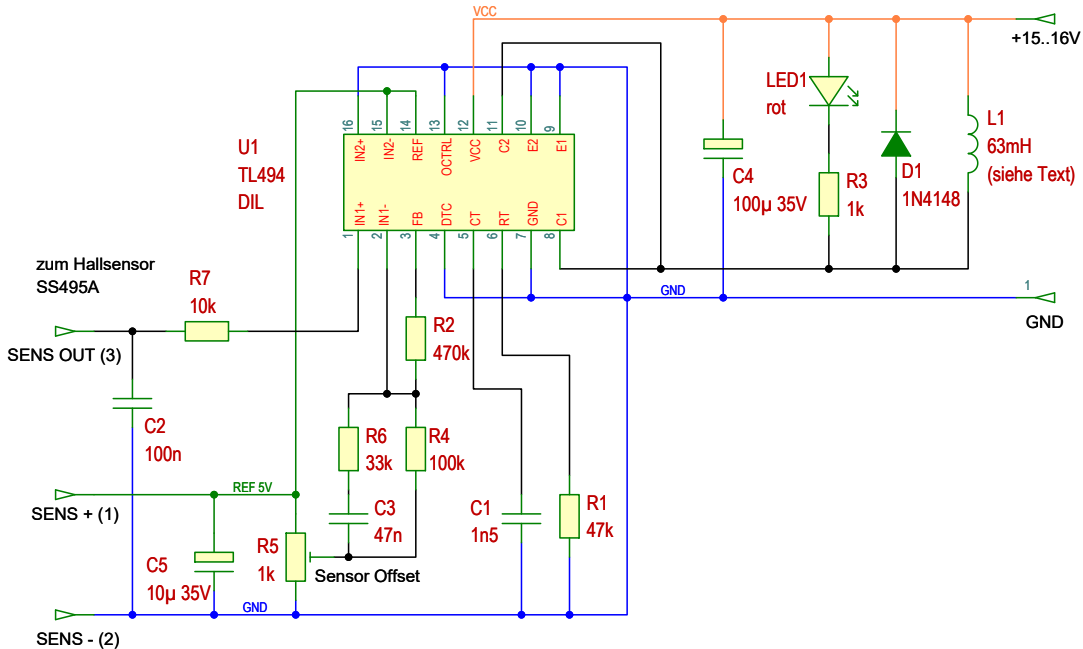 VCC
+15..16V
LED1
rot
L1
63mH
(siehe Text)
U1
TL494
DIL
16 15 14 13 12 11 10 9
IN2+ IN2- REF OCTRL VCC C2 E2 E1
IN1+ IN1- FB DTC CT RT GND C1
1 2 3 4 5 6 7 8
C4
100µ 35V
R3
1k
D1
1N4148
zum Hallsensor
SS495A
R7
10k
GND
1
GND
SENS OUT (3)
R2
470k
C2
100n
R6
33k
R4
100k
REF 5V
SENS + (1)
C3
47n
C1
1n5
R1
47k
R5
1k
Sensor Offset
C5
10µ 35V
GND
SENS - (2)